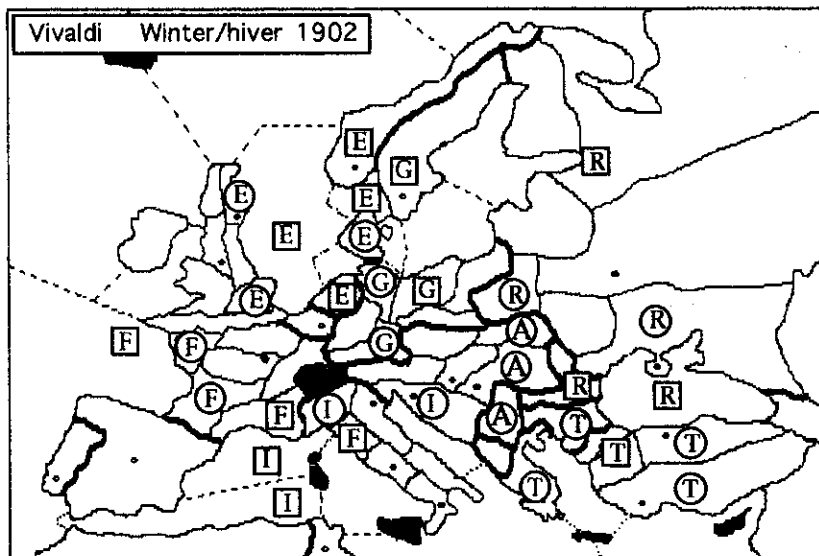 Vivaldi Winter/hiver 1902
E
R
G
E E
E E
G
E E G R
R
A
F F G
A
F R R
I I
F A T
F T T
I
T T
I